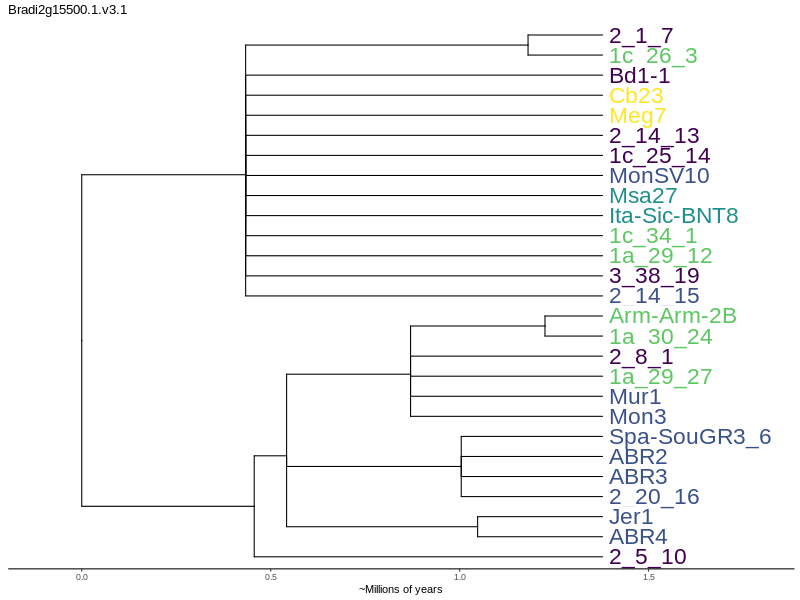 Bradi2g15500.1.v3.1
2_1_7
1c_26_3
Bd1-1
Cb23
Meg7
2_14_13
1c_25_14
MonSV10
Msa27
Ita-Sic-BNT8
1c_34_1
1a_29_12
3_38_19
2_14_15
Arm-Arm-2B
1a_30_24
2_8_1
1a_29_27
Mur1
Mon3
Spa-SouGR3_6
ABR2
ABR3
2_20_16
Jer1
ABR4
2_5_10
0.0 0.5 1.0 1.5
~Millions of years